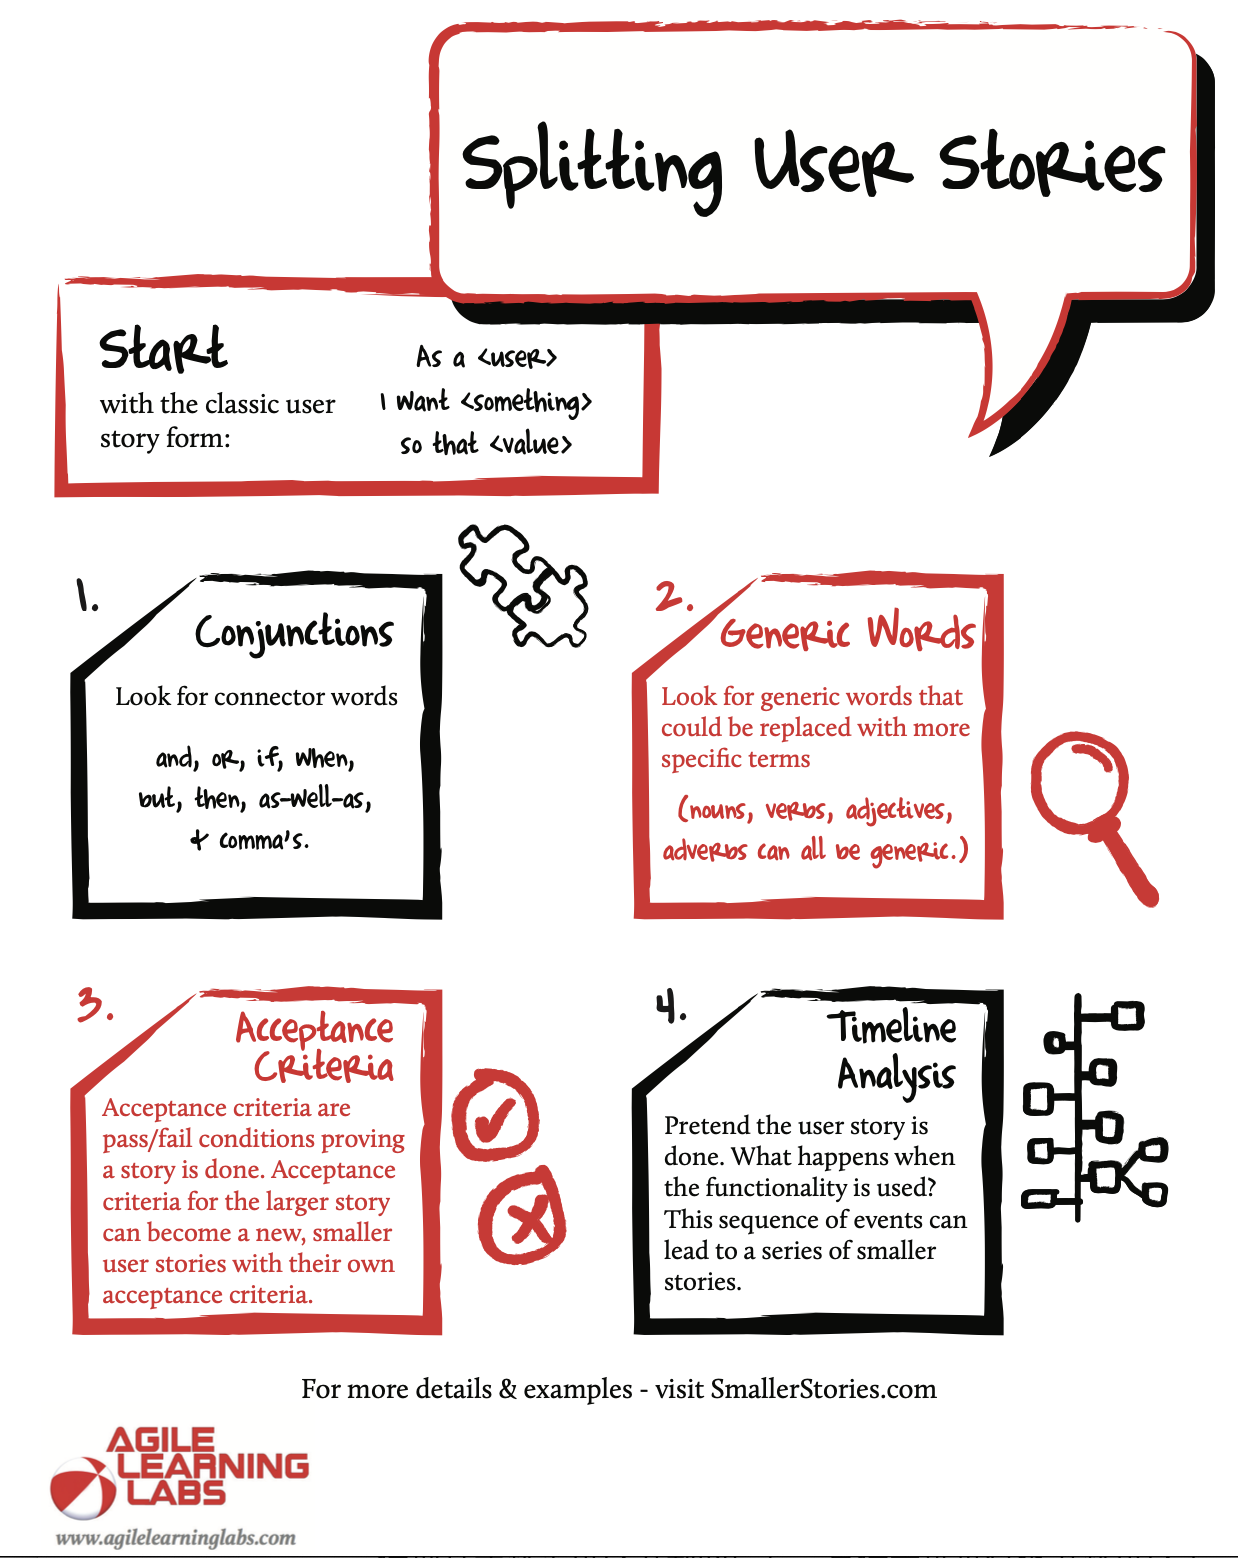 Splitting User Stories
Start
with the classic user
story form:
As a <user>
I want <something>
so that <value>
1.
Conjunctions
Look for connector words
and, or, if, when,
but, then, as-well-as,
+ comma's.
2.
Generic Words
Look for generic words that
could be replaced with more
specific terms
(nouns, verbs, adjectives,
adverbs can all be generic.)
3.
Acceptance
Criteria
Acceptance criteria are
pass/fail conditions proving
a story is done. Acceptance
criteria for the larger story
can become a new, smaller
user stories with their own
acceptance criteria.
4.
Timeline
Analysis
Pretend the user story is
done. What happens when
the functionality is used?
This sequence of events can
lead to a series of smaller
stories.
For more details & examples - visit SmallerStories.com
AGILE
LEARNING
LABS
www.agilelearninglabs.com